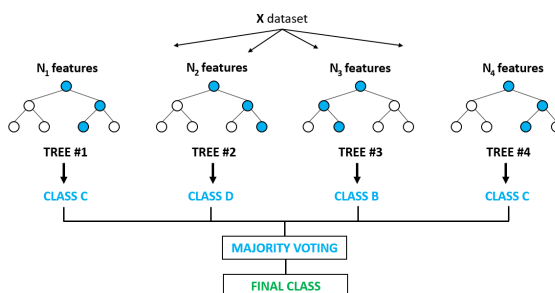 X dataset
N1 features
N2 features
N3 features
N4 features
TREE #1
TREE #2
TREE #3
TREE #4
CLASS C
CLASS D
CLASS B
CLASS C
MAJORITY VOTING
FINAL CLASS